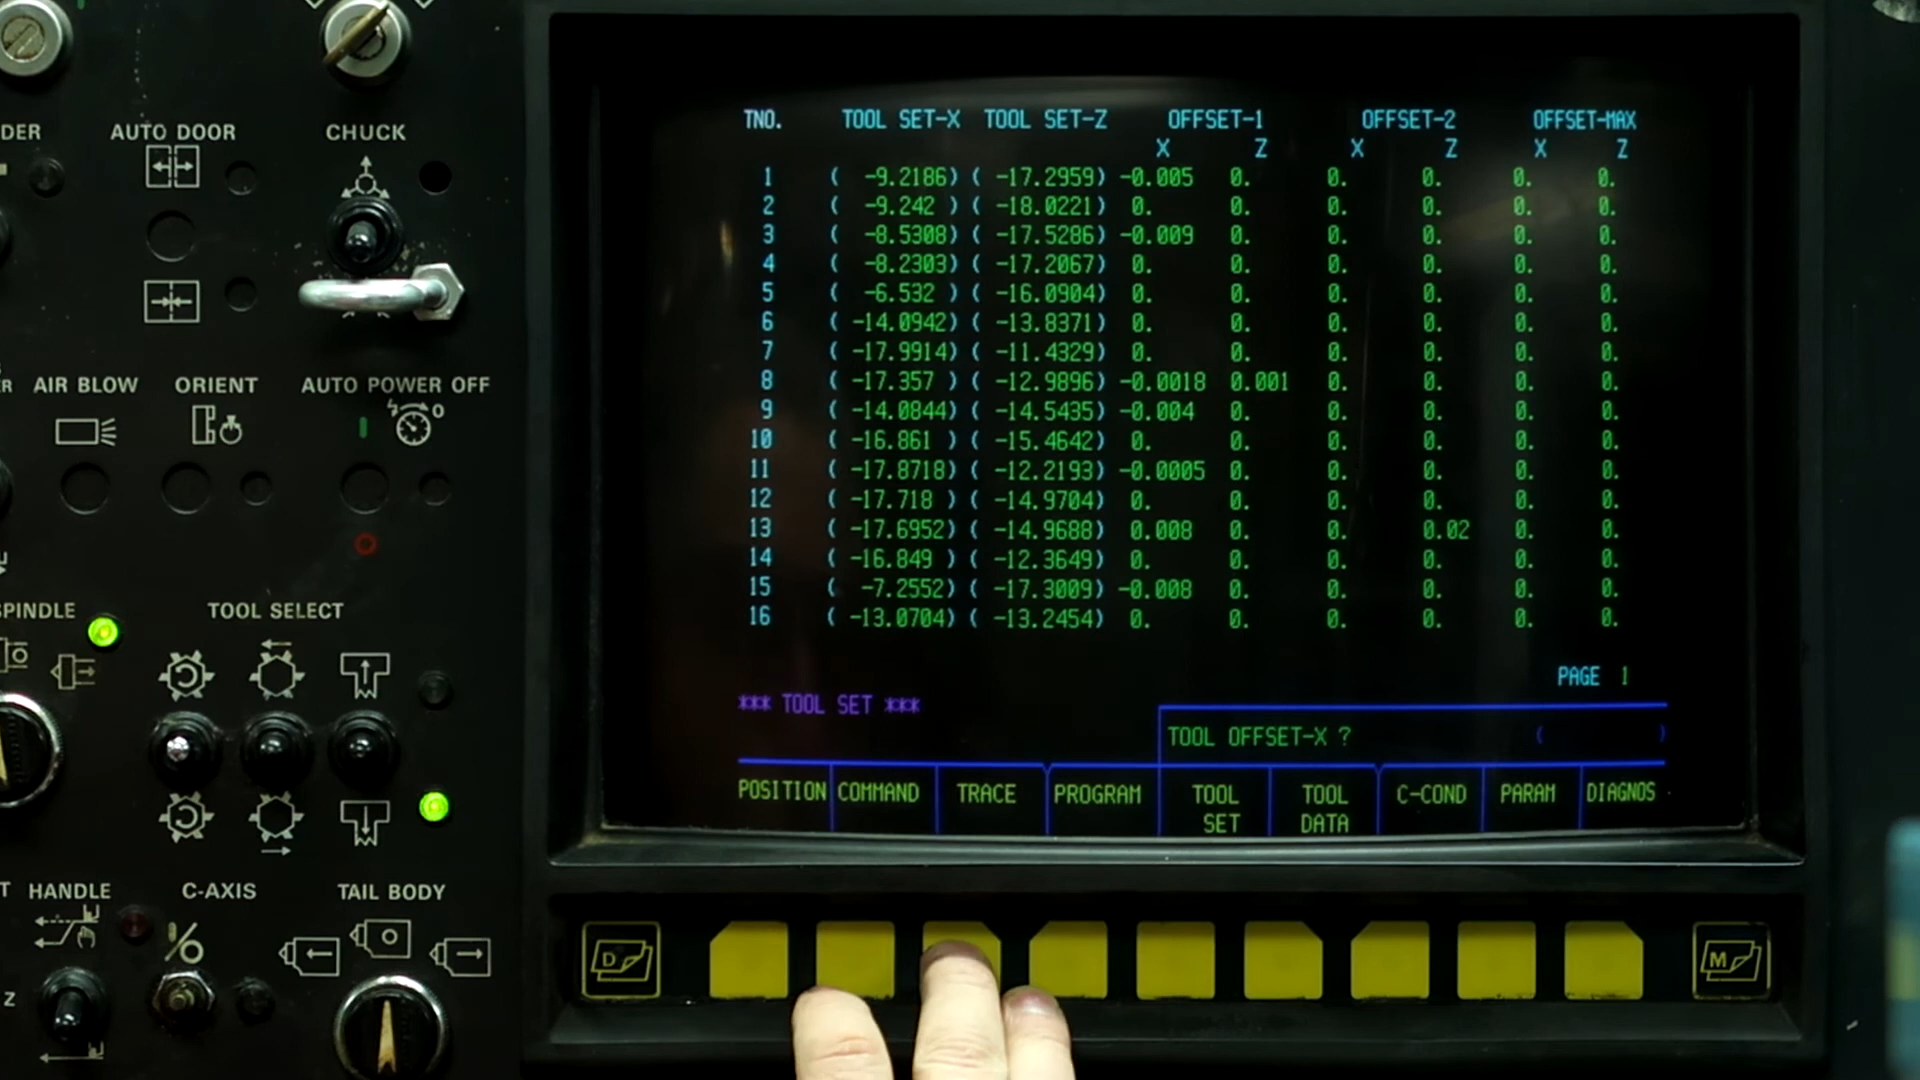 DER
AUTO DOOR
CHUCK
AIR BLOW
ORIENT
AUTO POWER OFF
SPINDLE
TOOL SELECT
HANDLE
C-AXIS
TAIL BODY
Z
TNO. TOOL SET-X TOOL SET-Z OFFSET-1 OFFSET-2 OFFSET-MAX
X Z X Z X Z
1 ( -9.2186) ( -17.2959) -0.005 0. 0. 0. 0. 0.
2 ( -9.242 ) ( -18.0221) 0. 0. 0. 0. 0. 0.
3 ( -8.5308) ( -17.5286) -0.009 0. 0. 0. 0. 0.
4 ( -8.2303) ( -17.2067) 0. 0. 0. 0. 0. 0.
5 ( -6.532 ) ( -16.0904) 0. 0. 0. 0. 0. 0.
6 ( -14.0942) ( -13.8371) 0. 0. 0. 0. 0. 0.
7 ( -17.9914) ( -11.4329) 0. 0. 0. 0. 0. 0.
8 ( -17.357 ) ( -12.9896) -0.0018 0.001 0. 0. 0. 0.
9 ( -14.0844) ( -14.5435) -0.004 0. 0. 0. 0. 0.
10 ( -16.861 ) ( -15.4642) 0. 0. 0. 0. 0. 0.
11 ( -17.8718) ( -12.2193) -0.0005 0. 0. 0. 0. 0.
12 ( -17.718 ) ( -14.9704) 0. 0. 0. 0. 0. 0.
13 ( -17.6952) ( -14.9688) 0.008 0. 0. 0.02 0. 0.
14 ( -16.849 ) ( -12.3649) 0. 0. 0. 0. 0. 0.
15 ( -7.2552) ( -17.3009) -0.008 0. 0. 0. 0. 0.
16 ( -13.0704) ( -13.2454) 0. 0. 0. 0. 0. 0.
PAGE 1
*** TOOL SET ***
TOOL OFFSET-X ? ( )
POSITION COMMAND TRACE PROGRAM TOOL SET TOOL DATA C-COND PARAM DIAGNOS
D M